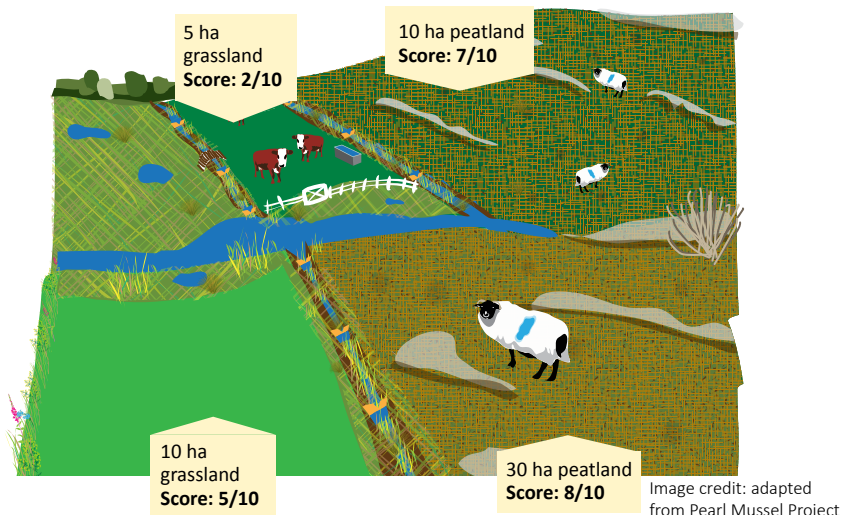 5 ha
grassland
Score: 2/10
10 ha peatland
Score: 7/10
10 ha
grassland
Score: 5/10
30 ha peatland
Score: 8/10
Image credit: adapted
from Pearl Mussel Project